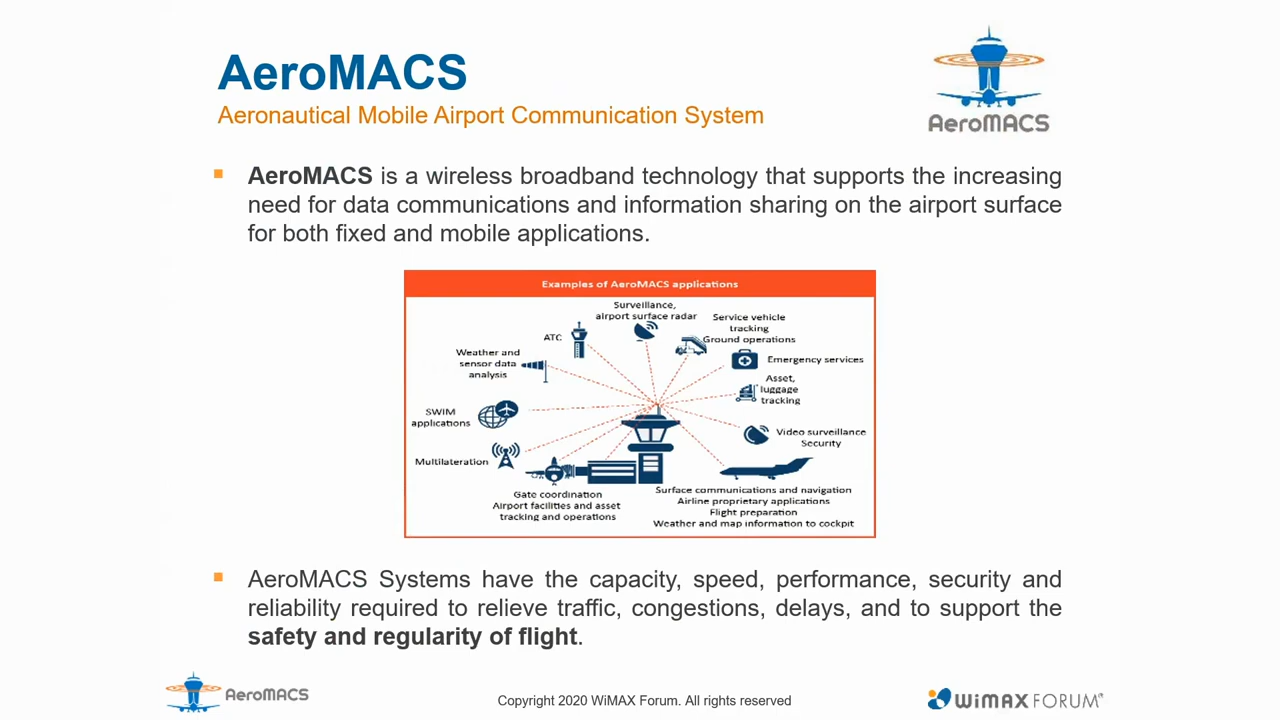 AeroMACS
Aeronautical Mobile Airport Communication System
AeroMACS
AeroMACS is a wireless broadband technology that supports the increasing
need for data communications and information sharing on the airport surface
for both fixed and mobile applications.
Examples of AeroMACS applications
Surveillance,
airport surface radar
Service vehicle
tracking
Ground operations
ATC
Weather and
sensor data
analysis
Emergency services
Asset,
luggage
tracking
SWIM
applications
Video surveillance
Security
Multilateration
Gate coordination
Airport facilities and asset
tracking and operations
Surface communications and navigation
Airline proprietary applications
Flight preparation
Weather and map information to cockpit
AeroMACS Systems have the capacity, speed, performance, security and
reliability required to relieve traffic, congestions, delays, and to support the
safety and regularity of flight.
AeroMACS
Copyright 2020 WiMAX Forum. All rights reserved
WiMAX FORUM